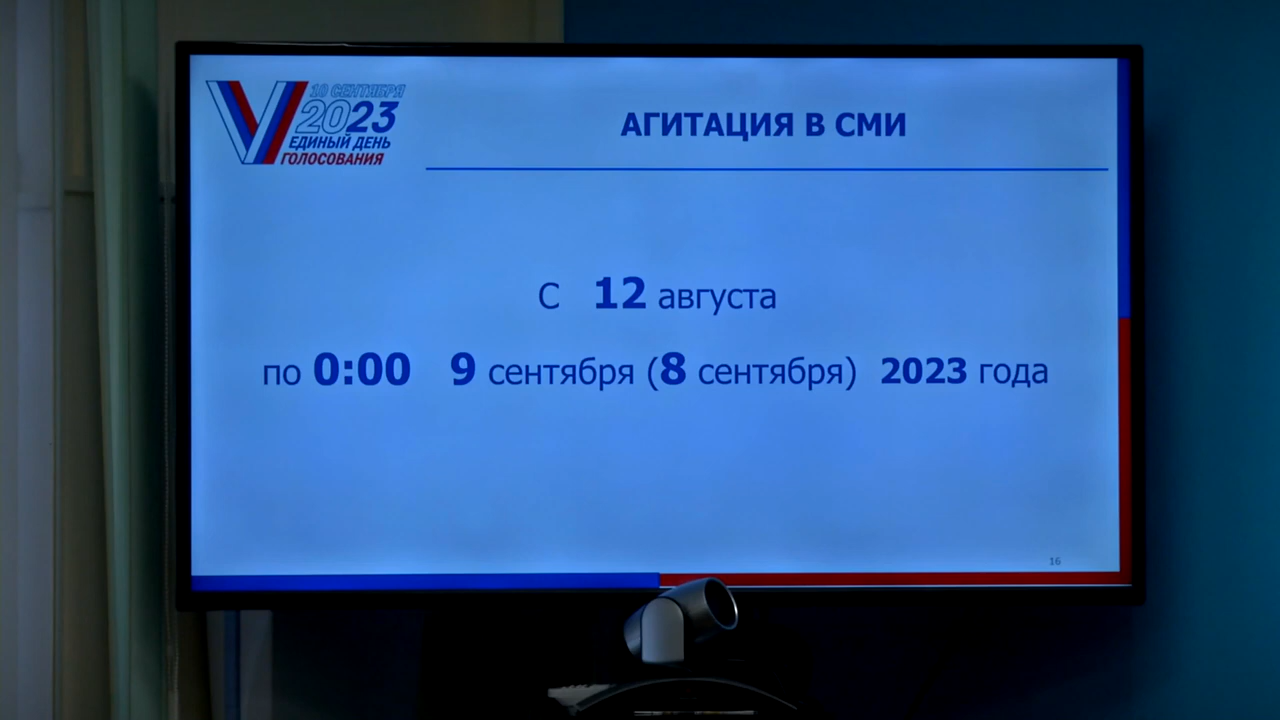 10 СЕНТЯБРЯ
2023
ЕДИНЫЙ ДЕНЬ
ГОЛОСОВАНИЯ
АГИТАЦИЯ В СМИ
С 12 августа
по 0:00 9 сентября (8 сентября) 2023 года
16